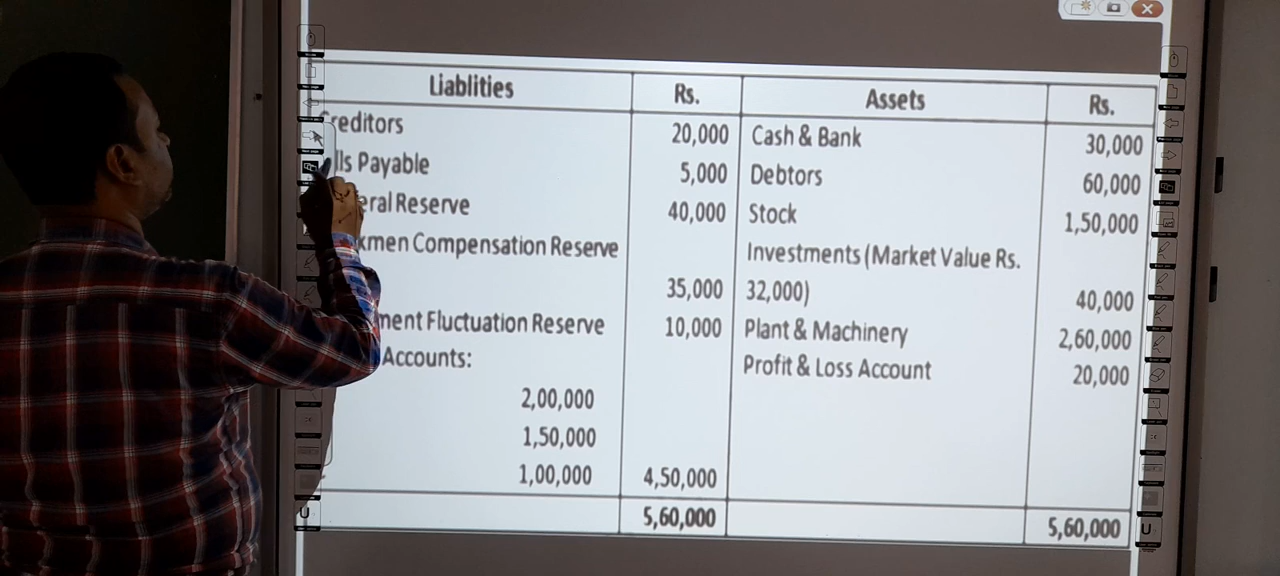 Liablities Rs. Assets Rs.
Creditors 20,000 Cash & Bank 30,000
lls Payable 5,000 Debtors 60,000
eral Reserve 40,000 Stock 1,50,000
kmen Compensation Reserve Investments (Market Value Rs.
35,000 32,000) 40,000
ment Fluctuation Reserve 10,000 Plant & Machinery 2,60,000
Accounts: Profit & Loss Account 20,000
2,00,000
1,50,000
1,00,000 4,50,000
5,60,000 5,60,000